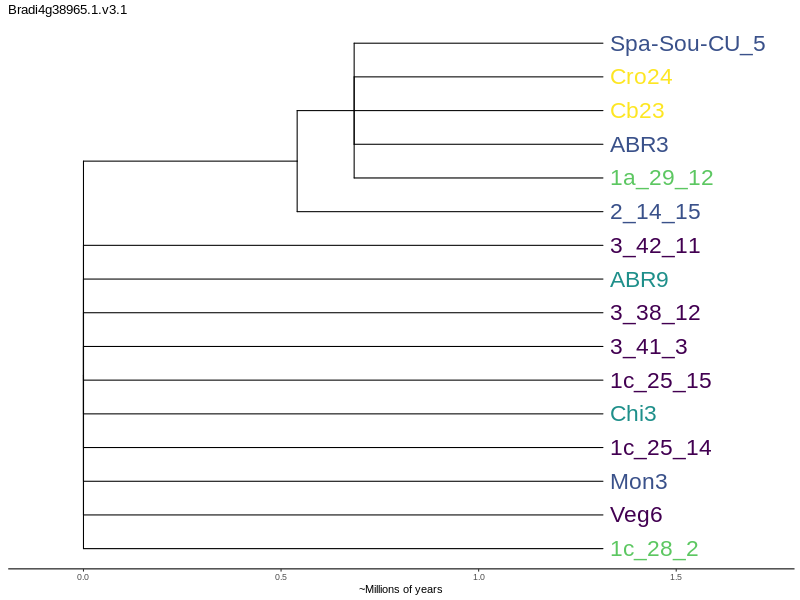 Bradi4g38965.1.v3.1
Spa-Sou-CU_5
Cro24
Cb23
ABR3
1a_29_12
2_14_15
3_42_11
ABR9
3_38_12
3_41_3
1c_25_15
Chi3
1c_25_14
Mon3
Veg6
1c_28_2
0.0 0.5 1.0 1.5
~Millions of years